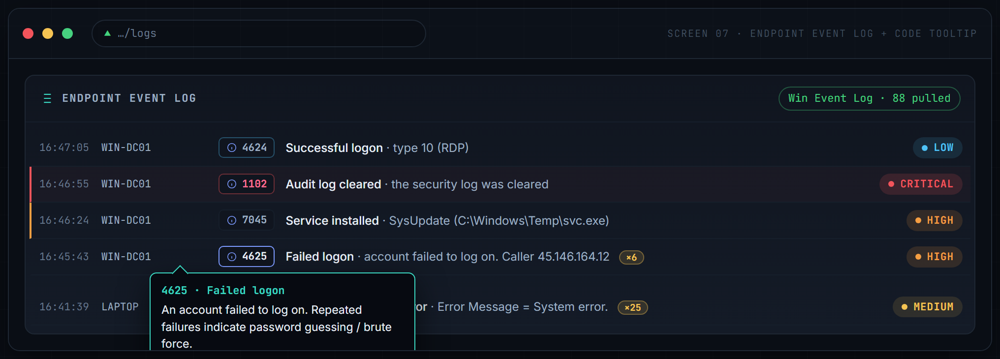 …/logs
SCREEN 07 · ENDPOINT EVENT LOG + CODE TOOLTIP
ENDPOINT EVENT LOG
Win Event Log · 88 pulled
16:47:05 WIN-DC01 4624 Successful logon · type 10 (RDP) LOW
16:46:55 WIN-DC01 1102 Audit log cleared · the security log was cleared CRITICAL
16:46:24 WIN-DC01 7045 Service installed · SysUpdate (C:\Windows\Temp\svc.exe) HIGH
16:45:43 WIN-DC01 4625 Failed logon · account failed to log on. Caller 45.146.164.12 ×6 HIGH
4625 · Failed logon
An account failed to log on. Repeated
failures indicate password guessing / brute
force.
16:41:39 LAPTOP or · Error Message = System error. ×25 MEDIUM